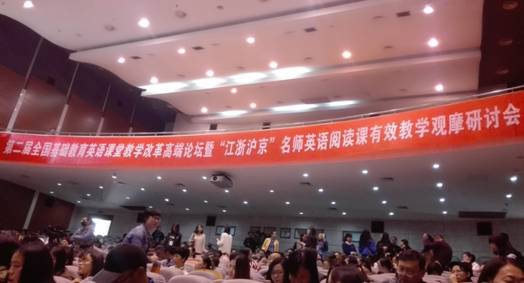 第二届全国基础教育英语课堂教学改革高端论坛暨“江浙沪京”名师英语阅读课有效教学观摩研讨会